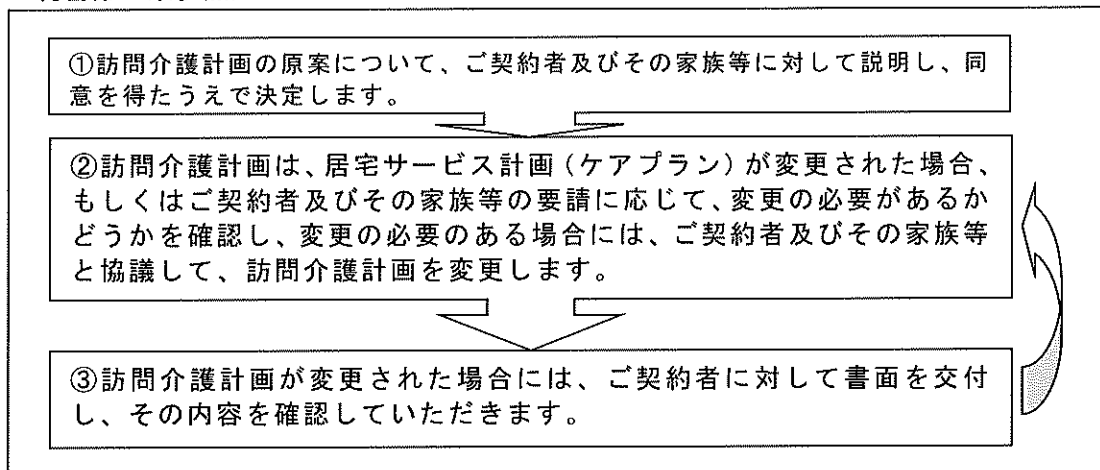 ①訪問介護計画の原案について、ご契約者及びその家族等に対して説明し、同
意を得たうえで決定します。
②訪問介護計画は、居宅サービス計画（ケアプラン）が変更された場合、
もしくはご契約者及びその家族等の要請に応じて、変更の必要があるか
どうかを確認し、変更の必要のある場合には、ご契約者及びその家族等
と協議して、訪問介護計画を変更します。
③訪問介護計画が変更された場合には、ご契約者に対して書面を交付
し、その内容を確認していただきます。